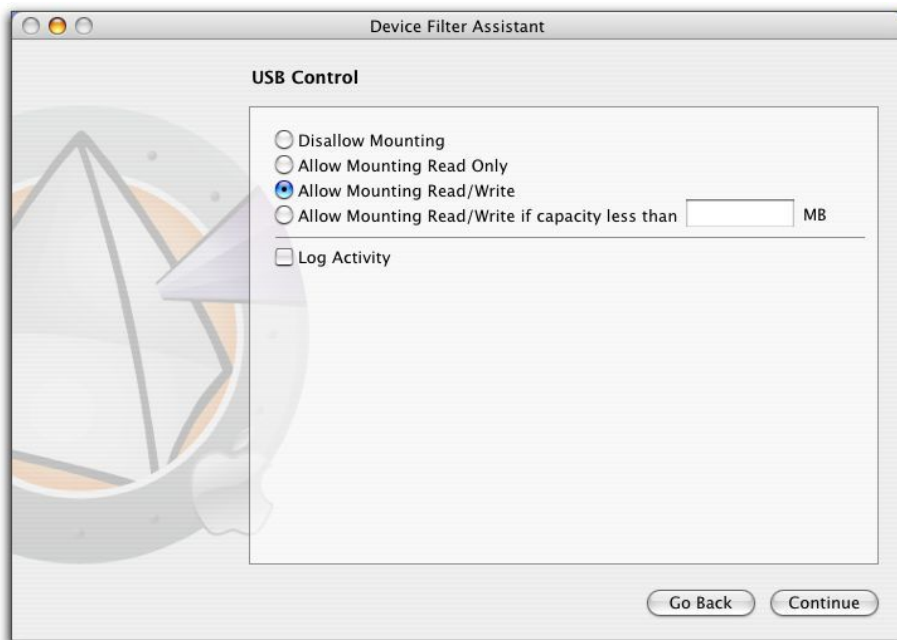 Device Filter Assistant
USB Control
Disallow Mounting
Allow Mounting Read Only
Allow Mounting Read/Write
Allow Mounting Read/Write if capacity less than MB
Log Activity
Go Back Continue